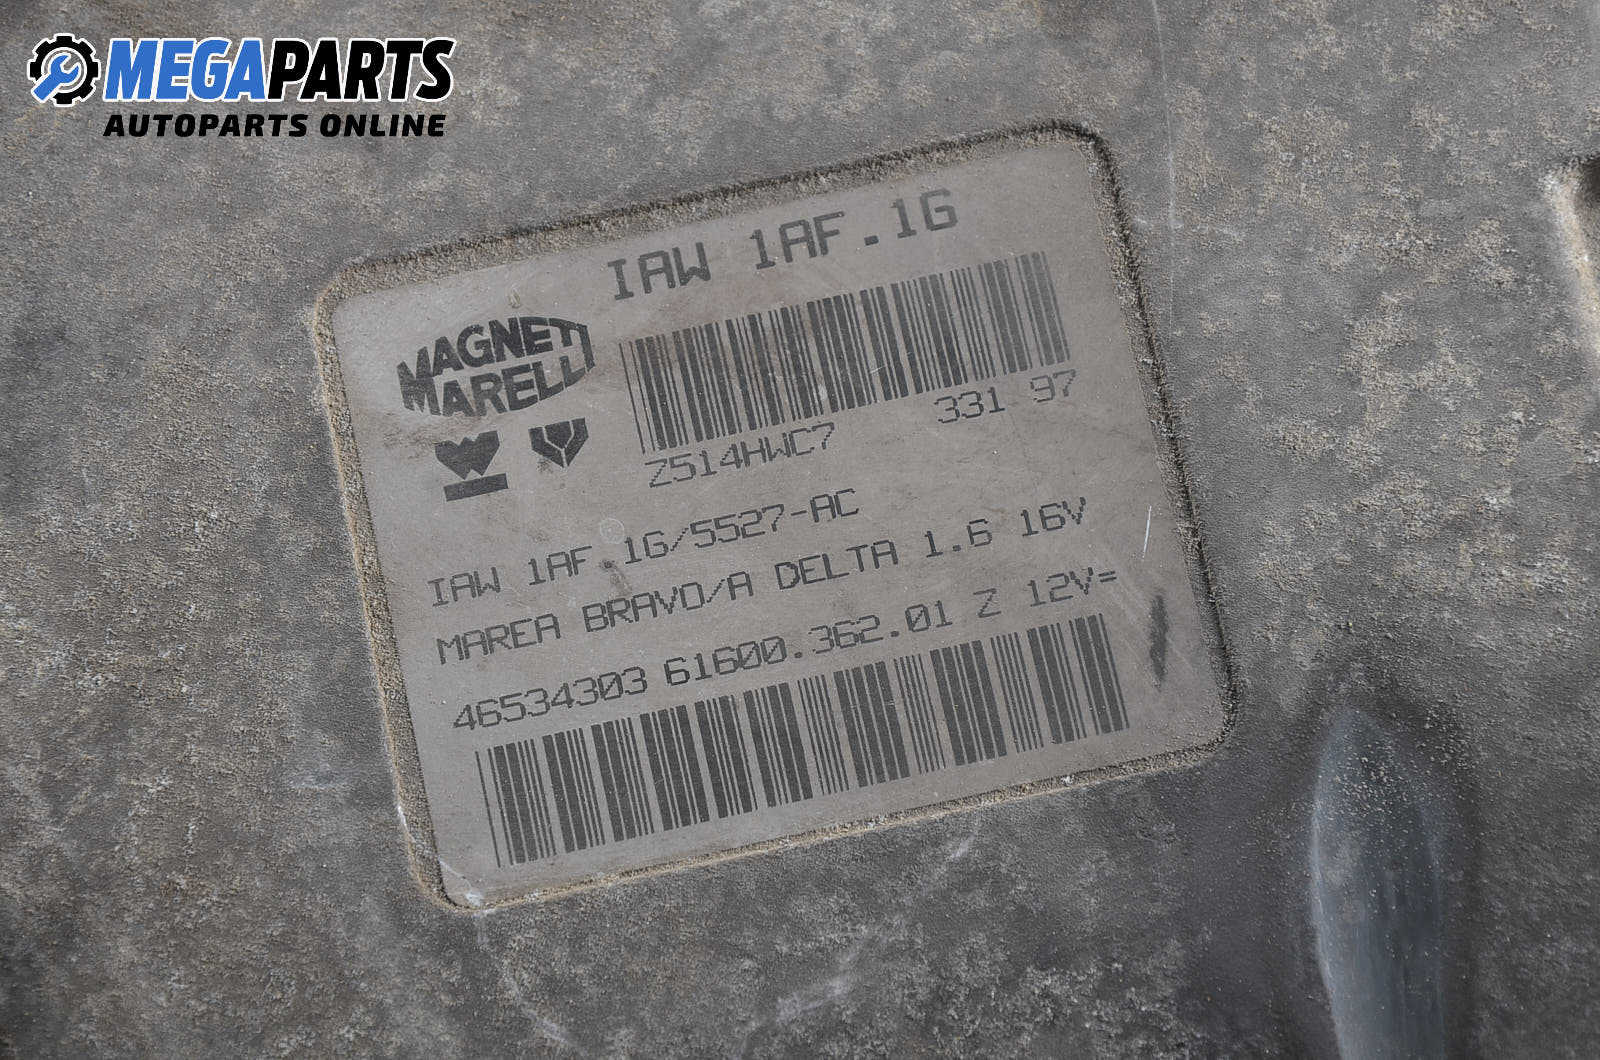 MEGAPARTS
AUTOPARTS ONLINE
IAW 1AF.1G
MAGNETI
MARELLI
Z514HWC7 331 97
IAW 1AF.1G/5527-AC
MAREA BRAVO/A DELTA 1.6 16V
46534303 61600.362.01 Z 12V=